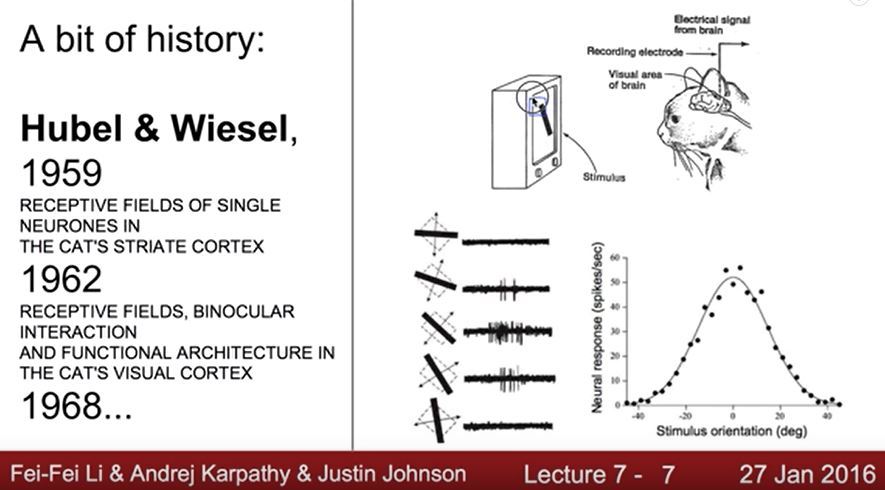 A bit of history:
Hubel & Wiesel,
1959
RECEPTIVE FIELDS OF SINGLE
NEURONES IN
THE CAT'S STRIATE CORTEX
1962
RECEPTIVE FIELDS, BINOCULAR
INTERACTION
AND FUNCTIONAL ARCHITECTURE IN
THE CAT'S VISUAL CORTEX
1968...
Electrical signal
from brain
Recording electrode
Visual area
of brain
Stimulus
Neural response (spikes/sec)
60
50
40
30
20
10
0
-40 -20 0 20 40
Stimulus orientation (deg)
Fei-Fei Li & Andrej Karpathy & Justin Johnson Lecture 7 - 7 27 Jan 2016